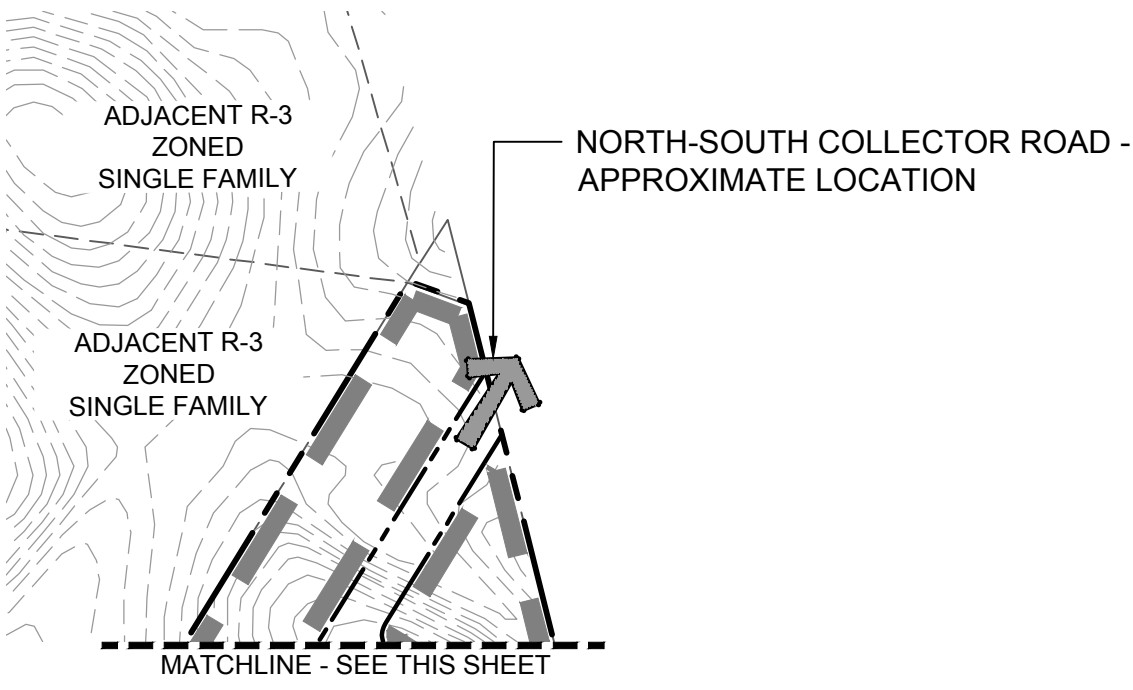 ADJACENT R-3
ZONED
SINGLE FAMILY
NORTH-SOUTH COLLECTOR ROAD -
APPROXIMATE LOCATION
ADJACENT R-3
ZONED
SINGLE FAMILY
MATCHLINE - SEE THIS SHEET